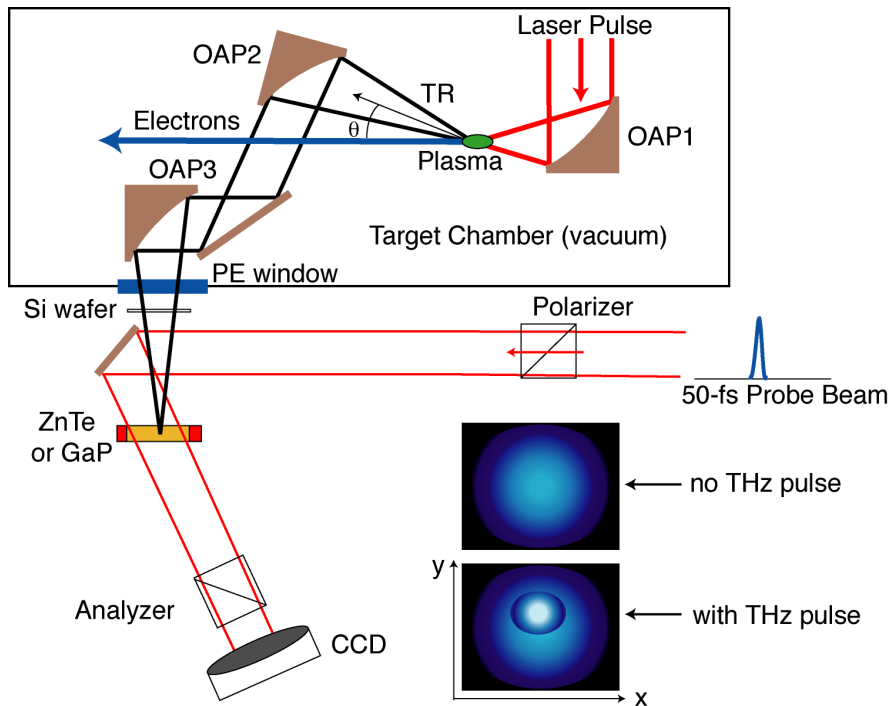 Laser Pulse
OAP2
TR
θ
Electrons
OAP1
Plasma
OAP3
Target Chamber (vacuum)
PE window
Si wafer
Polarizer
50-fs Probe Beam
ZnTe
or GaP
no THz pulse
y
Analyzer
with THz pulse
CCD
x